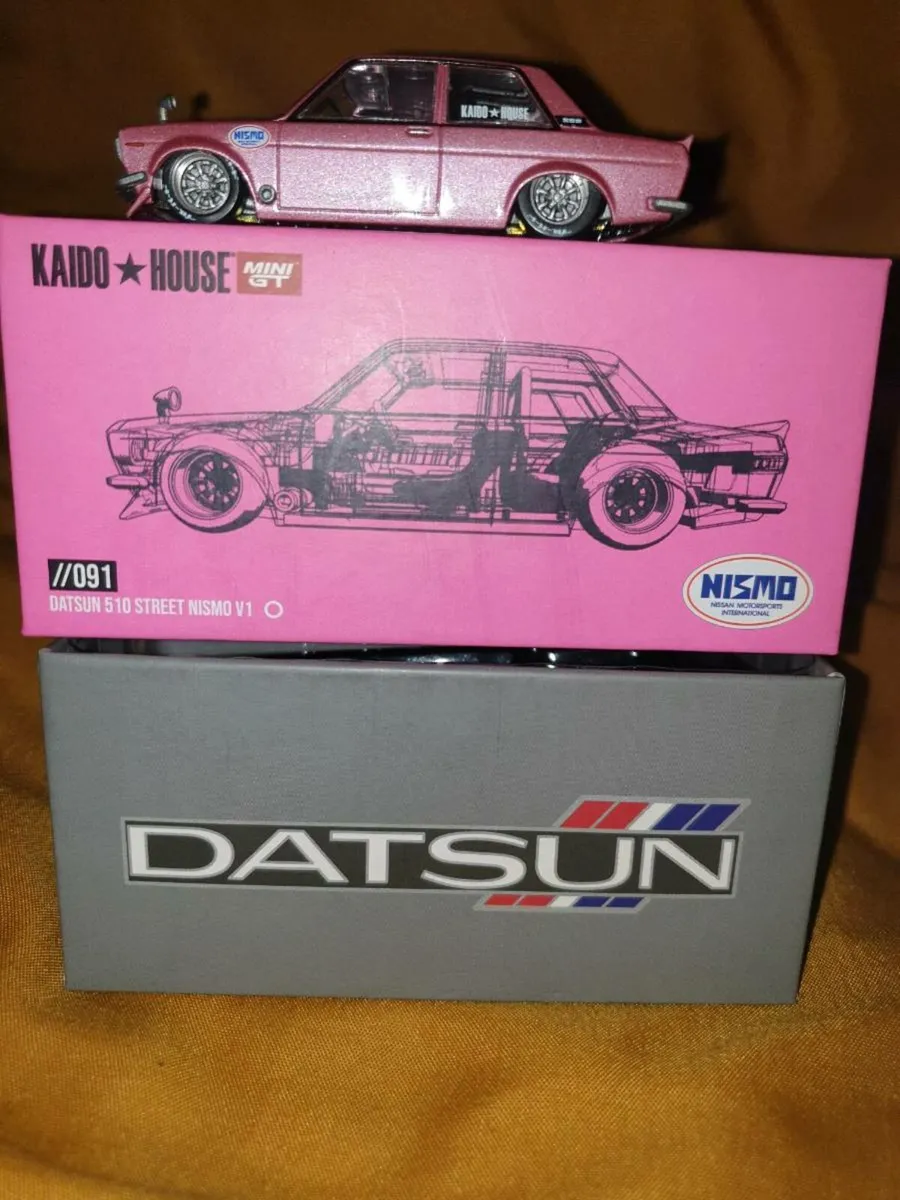 NISMO
KAIDO★HOUSE
KAIDO★HOUSE MINI GT
//091
DATSUN 510 STREET NISMO V1
NISMO
NISSAN MOTORSPORTS
INTERNATIONAL
DATSUN